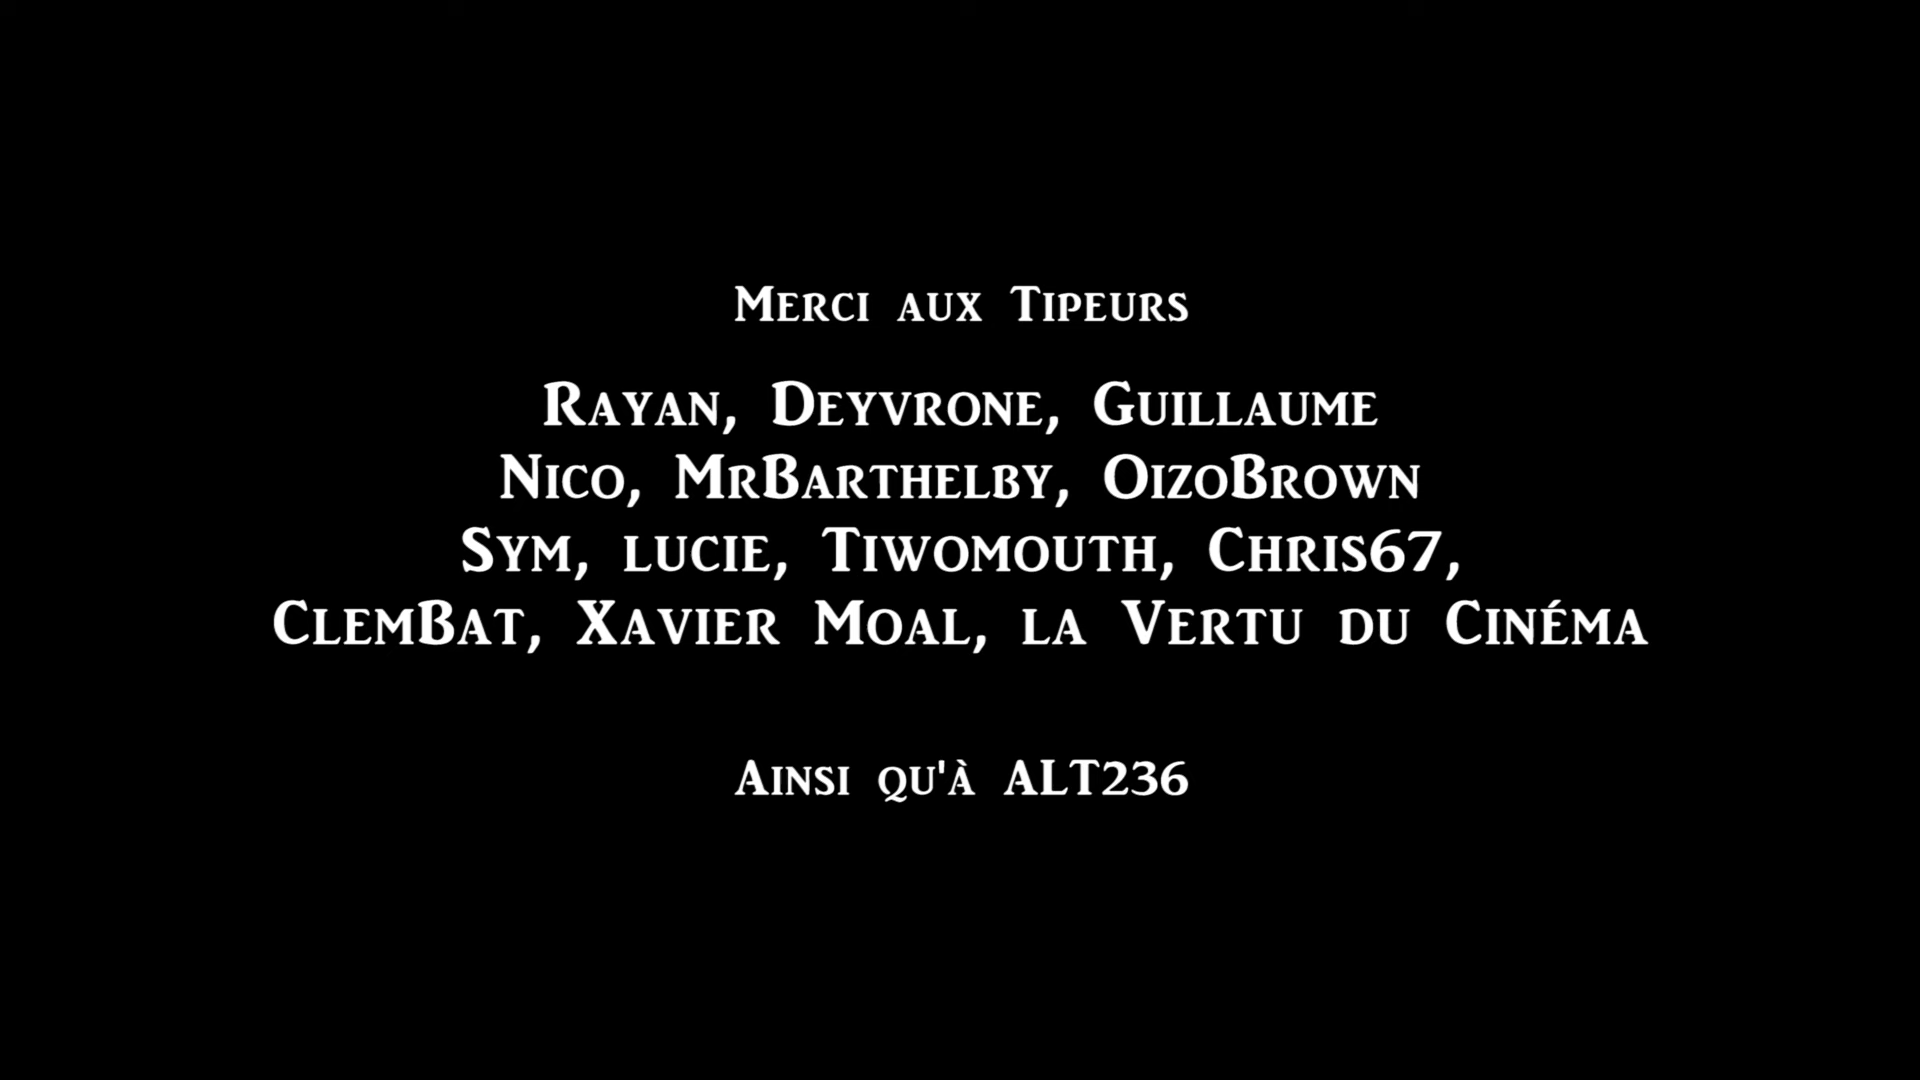 Merci aux Tipeurs
Rayan, Deyvrone, Guillaume
Nico, MrBarthelby, OizoBrown
Sym, lucie, Tiwomouth, Chris67,
ClemBat, Xavier Moal, la Vertu du Cinéma
Ainsi qu'à ALT236